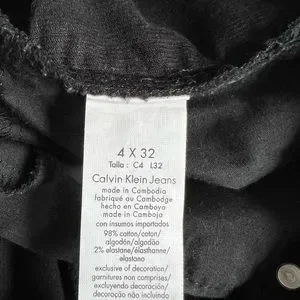 4 X 32
Talla : C4 L32
Calvin Klein Jeans
made in Cambodia
fabriqué au Cambodge
hecho en Camboya
made in Camboja
con insumos importados
98% cotton/coton/
algodón/algodão
2% elastane/élasthanne/
elastano
exclusive of decoration/
garnitures non comprises/
excluyendo decoración/
decoração não incluindo